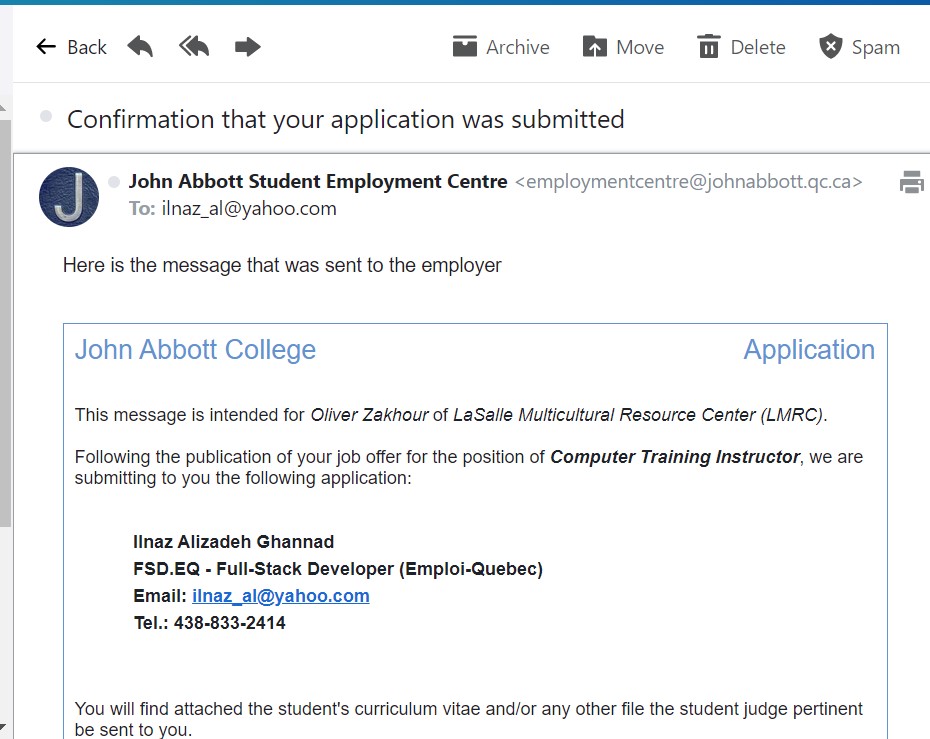 Back
Archive
Move
Delete
Spam
Confirmation that your application was submitted
J
John Abbott Student Employment Centre <employmentcentre@johnabbott.qc.ca>
To: ilnaz_al@yahoo.com
Here is the message that was sent to the employer
John Abbott College
Application
This message is intended for Oliver Zakhour of LaSalle Multicultural Resource Center (LMRC).
Following the publication of your job offer for the position of Computer Training Instructor, we are
submitting to you the following application:
Ilnaz Alizadeh Ghannad
FSD.EQ - Full-Stack Developer (Emploi-Quebec)
Email: ilnaz_al@yahoo.com
Tel.: 438-833-2414
You will find attached the student's curriculum vitae and/or any other file the student judge pertinent
be sent to you.